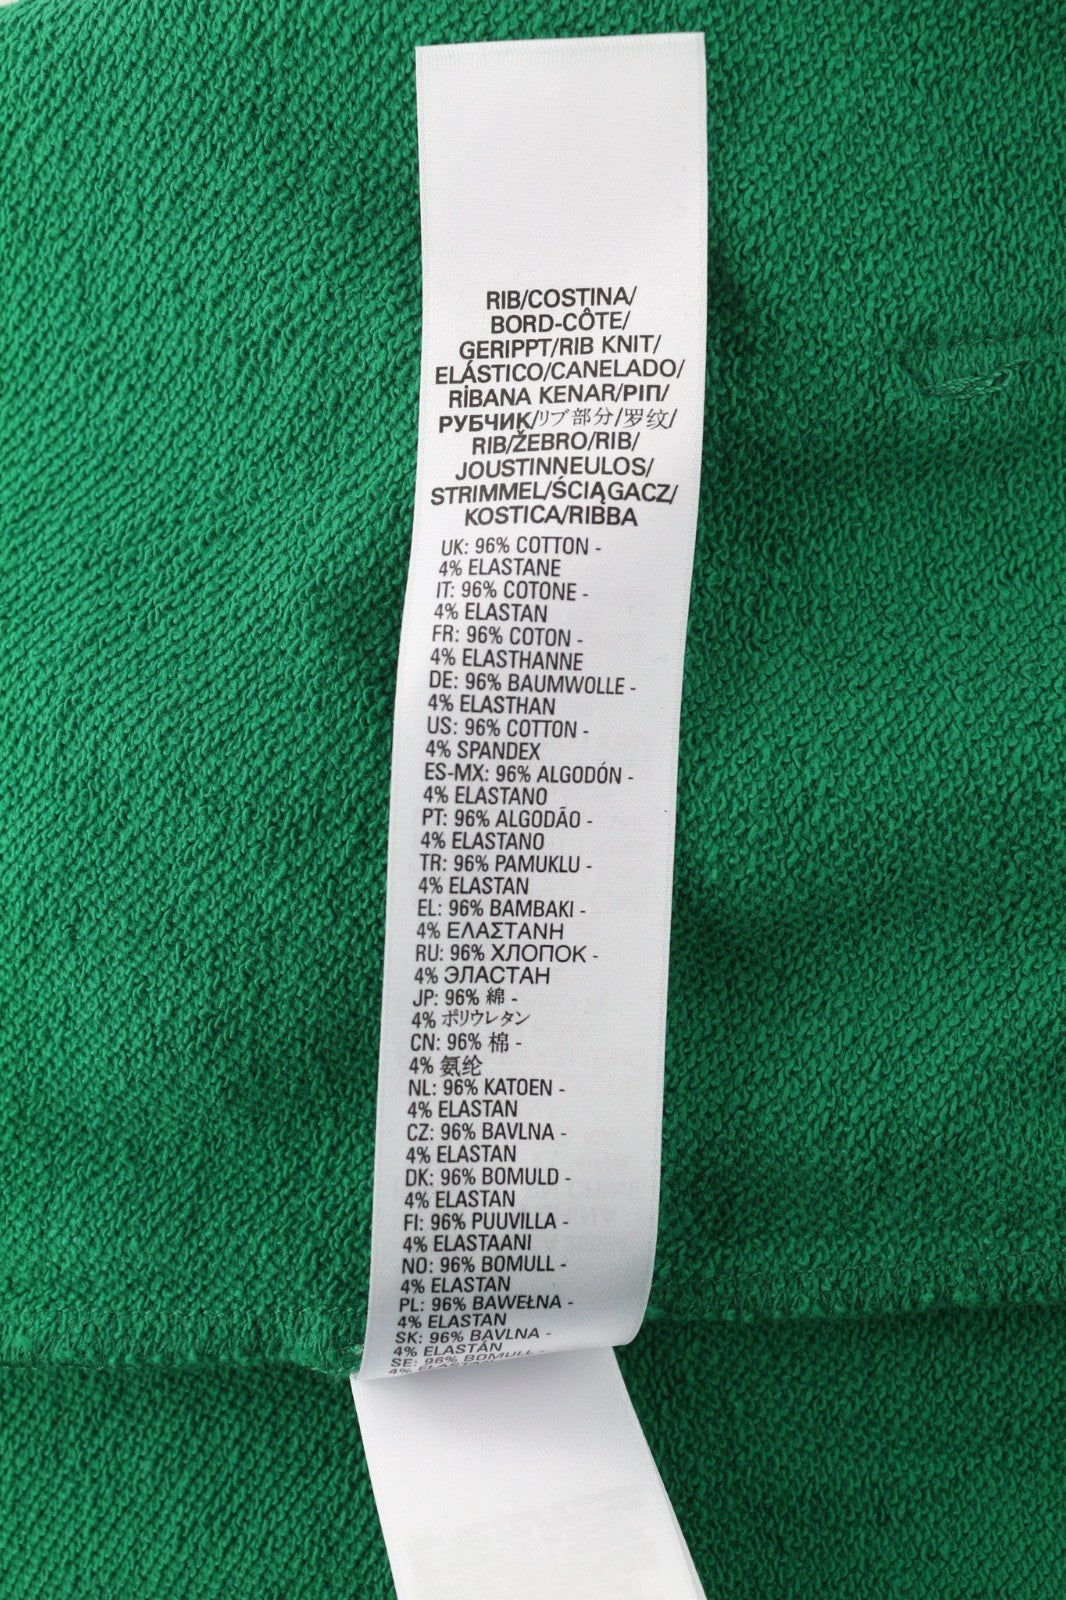 RIB/COSTINA/
BORD-CÔTE/
GERIPPT/RIB KNIT/
ELÁSTICO/CANELADO/
RİBANA KENAR/ΡΙΠ/
РУБЧИК/リブ部分/罗纹/
RIB/ŽEBRO/RIB/
JOUSTINNEULOS/
STRIMMEL/ŚCIĄGACZ/
KOSTICA/RIBBA
UK: 96% COTTON -
4% ELASTANE
IT: 96% COTONE -
4% ELASTAN
FR: 96% COTON -
4% ELASTHANNE
DE: 96% BAUMWOLLE -
4% ELASTHAN
US: 96% COTTON -
4% SPANDEX
ES-MX: 96% ALGODÓN -
4% ELASTANO
PT: 96% ALGODÃO -
4% ELASTANO
TR: 96% PAMUKLU -
4% ELASTAN
EL: 96% ΒΑΜΒΑΚΙ -
4% ΕΛΑΣΤΑΝΗ
RU: 96% ХЛОПОК -
4% ЭЛАСТАН
JP: 96% 綿 -
4% ポリウレタン
CN: 96% 棉 -
4% 氨纶
NL: 96% KATOEN -
4% ELASTAN
CZ: 96% BAVLNA -
4% ELASTAN
DK: 96% BOMULD -
4% ELASTAN
FI: 96% PUUVILLA -
4% ELASTAANI
NO: 96% BOMULL -
4% ELASTAN
PL: 96% BAWEŁNA -
4% ELASTAN
SK: 96% BAVLNA -
4% ELASTÁN
SE: 96% BOMULL -
4%